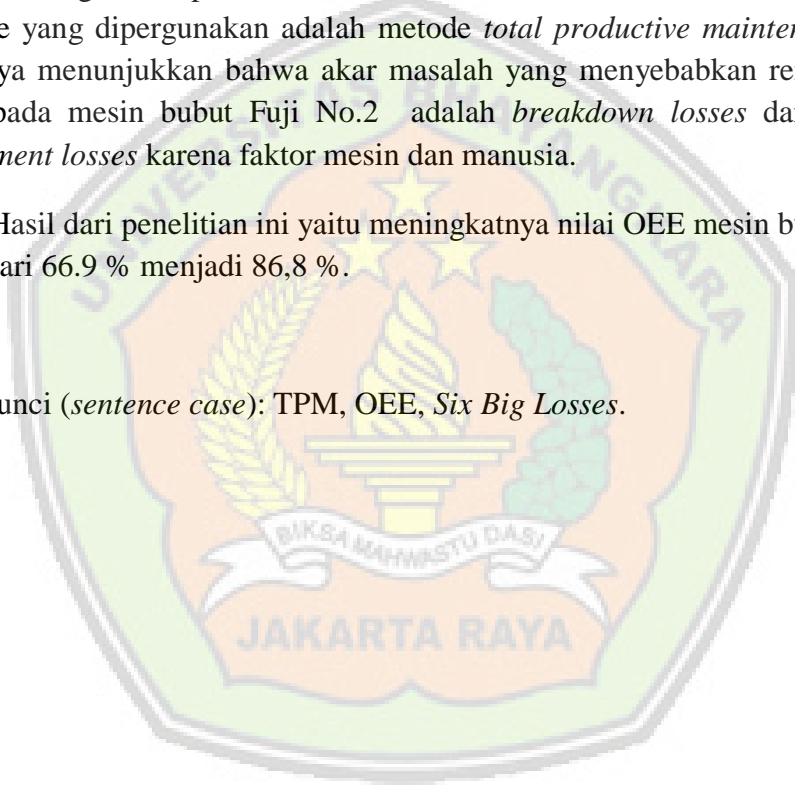 e yang dipergunakan adalah metode total productive mainten
ya menunjukkan bahwa akar masalah yang menyebabkan re
pada mesin bubut Fuji No.2 adalah breakdown losses da
ment losses karena faktor mesin dan manusia.
Hasil dari penelitian ini yaitu meningkatnya nilai OEE mesin b
ari 66.9 % menjadi 86,8 %.
unci (sentence case): TPM, OEE, Six Big Losses.
UNIVERSITAS BHAYANGKARA
BIKSA MAHWASTU DASI
JAKARTA RAYA